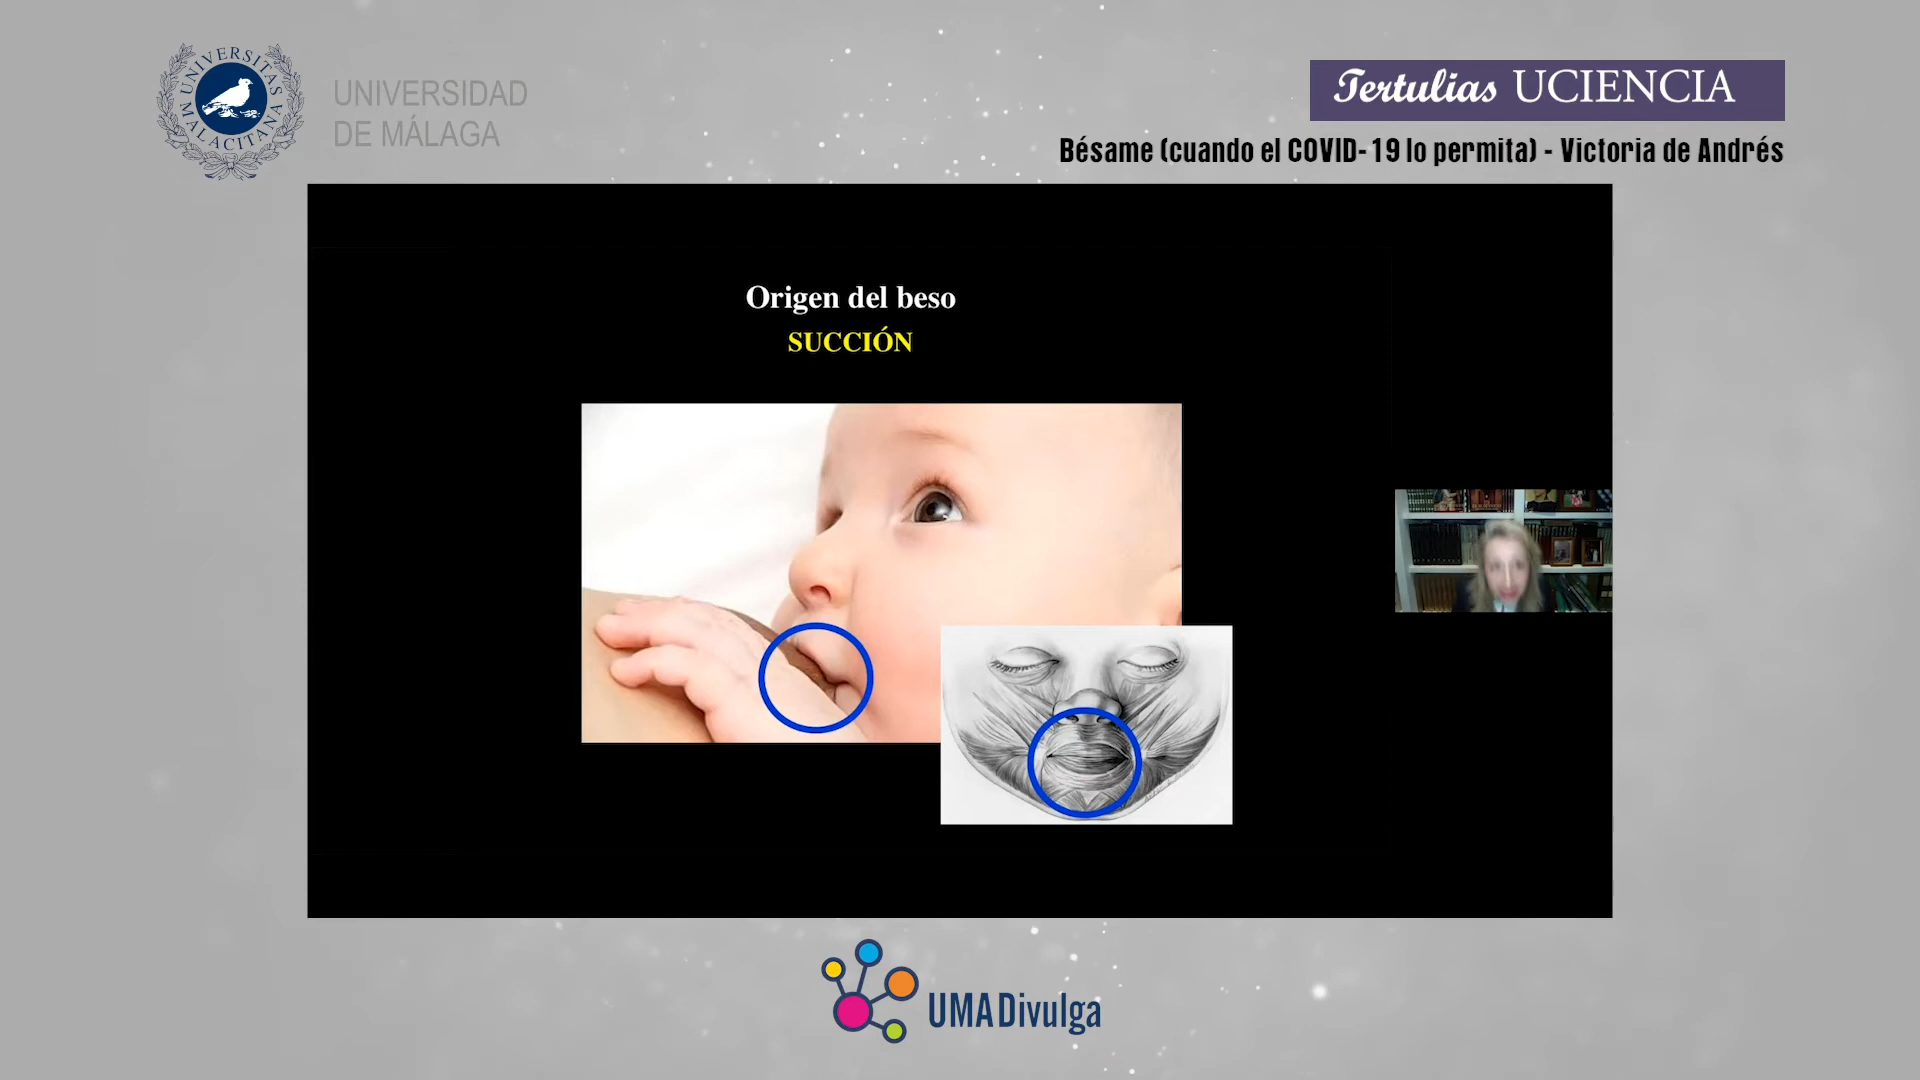 UNIVERSITAS MALACITANA
UNIVERSIDAD
DE MÁLAGA
Tertulias UCIENCIA
Bésame (cuando el COVID-19 lo permita) - Victoria de Andrés
Origen del beso
SUCCIÓN
UMADivulga